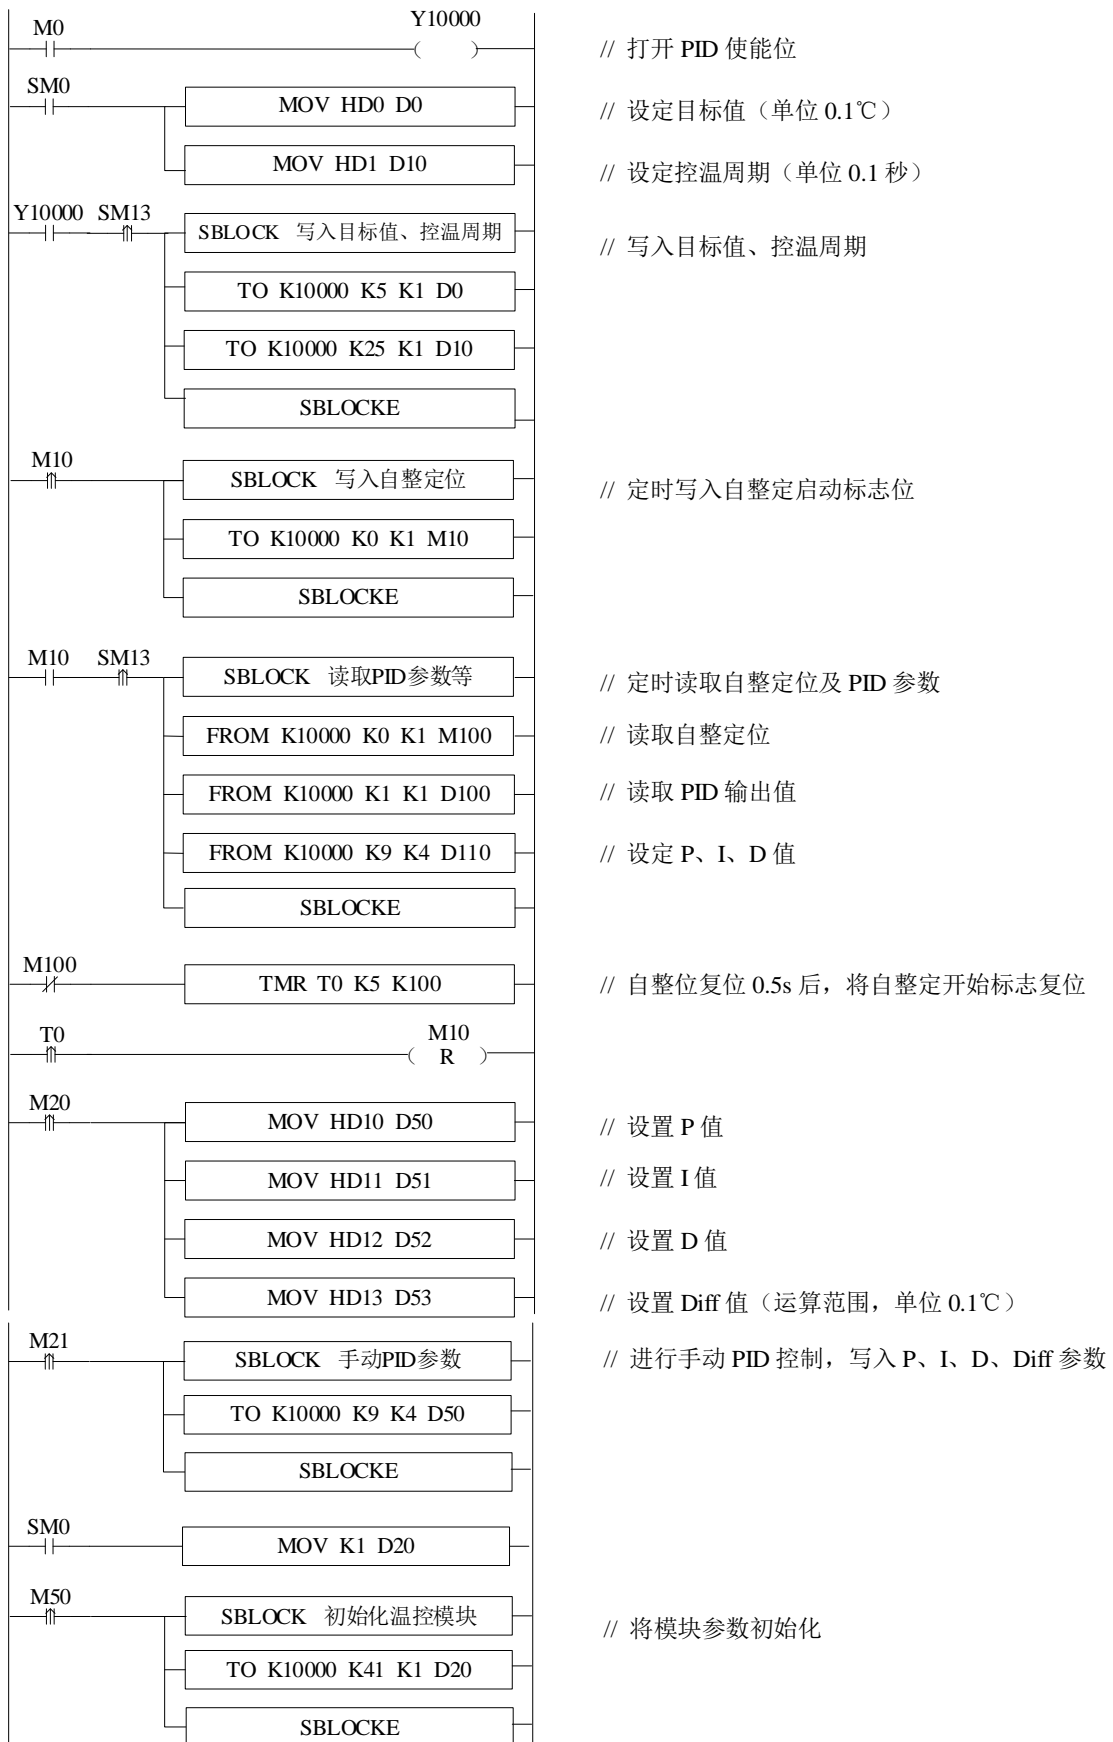 M0 Y10000
// 打开 PID 使能位
SM0
MOV HD0 D0 // 设定目标值（单位 0.1℃）
MOV HD1 D10 // 设定控温周期（单位 0.1 秒）
Y10000 SM13
SBLOCK 写入目标值、控温周期 // 写入目标值、控温周期
TO K10000 K5 K1 D0
TO K10000 K25 K1 D10
SBLOCKE
M10
SBLOCK 写入自整定位 // 定时写入自整定启动标志位
TO K10000 K0 K1 M10
SBLOCKE
M10 SM13
SBLOCK 读取PID参数等 // 定时读取自整定位及 PID 参数
FROM K10000 K0 K1 M100 // 读取自整定位
FROM K10000 K1 K1 D100 // 读取 PID 输出值
FROM K10000 K9 K4 D110 // 设定 P、I、D 值
SBLOCKE
M100
TMR T0 K5 K100 // 自整位复位 0.5s 后，将自整定开始标志复位
T0 M10
( R )
M20
MOV HD10 D50 // 设置 P 值
MOV HD11 D51 // 设置 I 值
MOV HD12 D52 // 设置 D 值
MOV HD13 D53 // 设置 Diff 值（运算范围，单位 0.1℃）
M21
SBLOCK 手动PID参数 // 进行手动 PID 控制，写入 P、I、D、Diff 参数
TO K10000 K9 K4 D50
SBLOCKE
SM0
MOV K1 D20
M50
SBLOCK 初始化温控模块 // 将模块参数初始化
TO K10000 K41 K1 D20
SBLOCKE